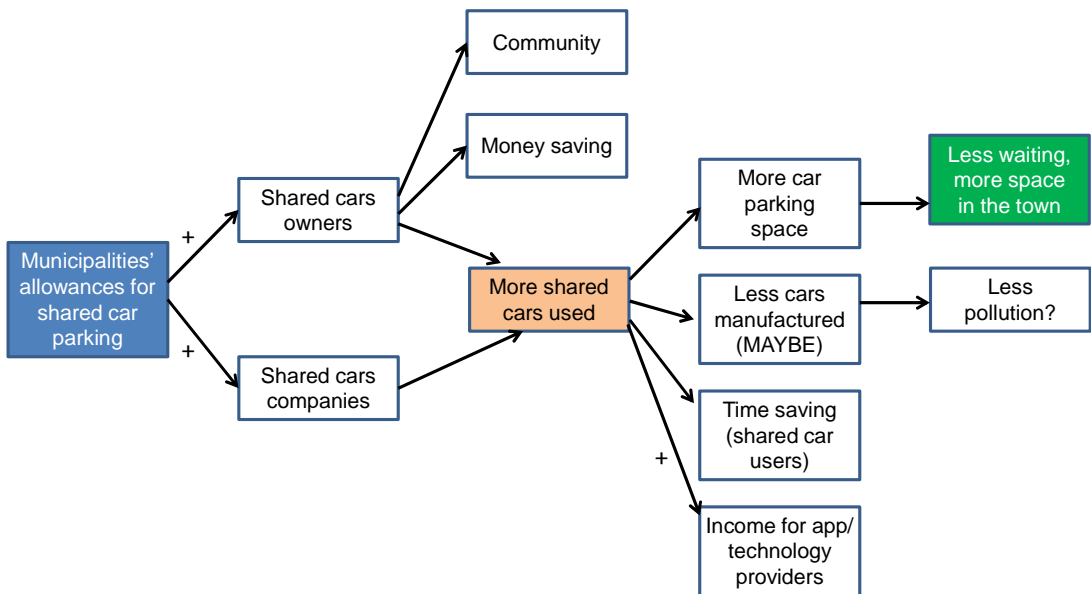 Community
Money saving
Less waiting,
more space
in the town
More car
parking
space
Shared cars
owners
+
Municipalities’
allowances for
shared car
parking
+
More shared
cars used
Less cars
manufactured
(MAYBE)
Less
pollution?
Shared cars
companies
Time saving
(shared car
users)
+
Income for app/
technology
providers